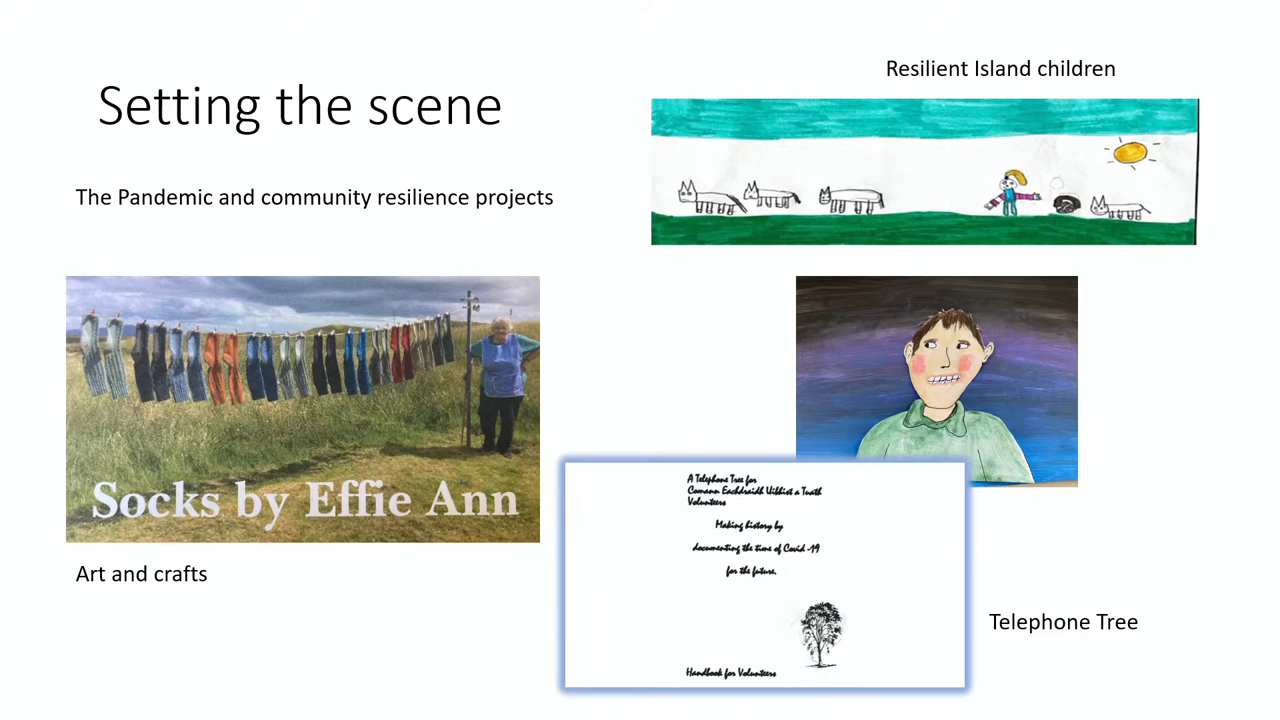 Setting the scene
The Pandemic and community resilience projects
Resilient Island children
Socks by Effie Ann
Art and crafts
A Telephone Tree for
Comann Eachdraidh Uibhist a Tuath
Volunteers
Making history by
documenting the time of Covid -19
for the future.
Handbook for Volunteers
Telephone Tree